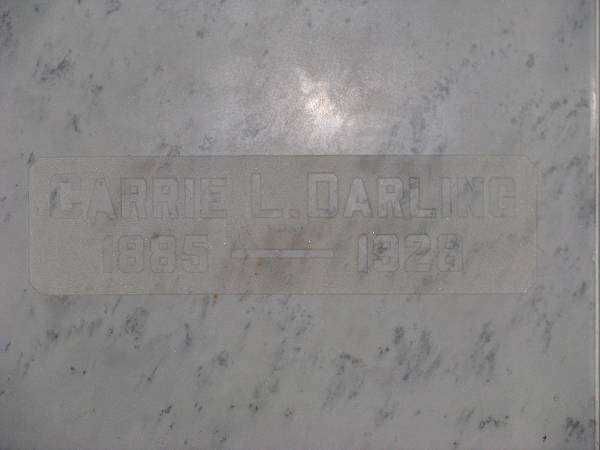 CARRIE L. DARLING
1885 — 1928